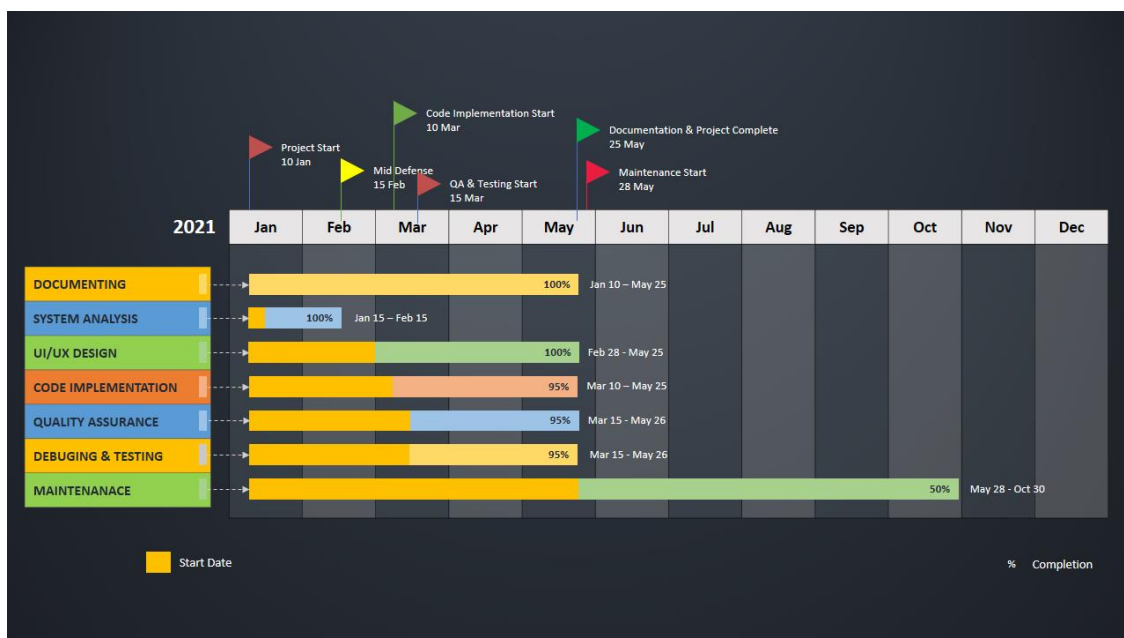 Code Implementation Start
10 Mar
Documentation & Project Complete
25 May
Project Start
10 Jan
Mid Defense
15 Feb
QA & Testing Start
15 Mar
Maintenance Start
28 May
2021 Jan Feb Mar Apr May Jun Jul Aug Sep Oct Nov Dec
DOCUMENTING 100% Jan 10 – May 25
SYSTEM ANALYSIS 100% Jan 15 – Feb 15
UI/UX DESIGN 100% Feb 28 - May 25
CODE IMPLEMENTATION 95% Mar 10 – May 25
QUALITY ASSURANCE 95% Mar 15 - May 26
DEBUGING & TESTING 95% Mar 15 - May 26
MAINTENANACE 50% May 28 - Oct 30
Start Date % Completion